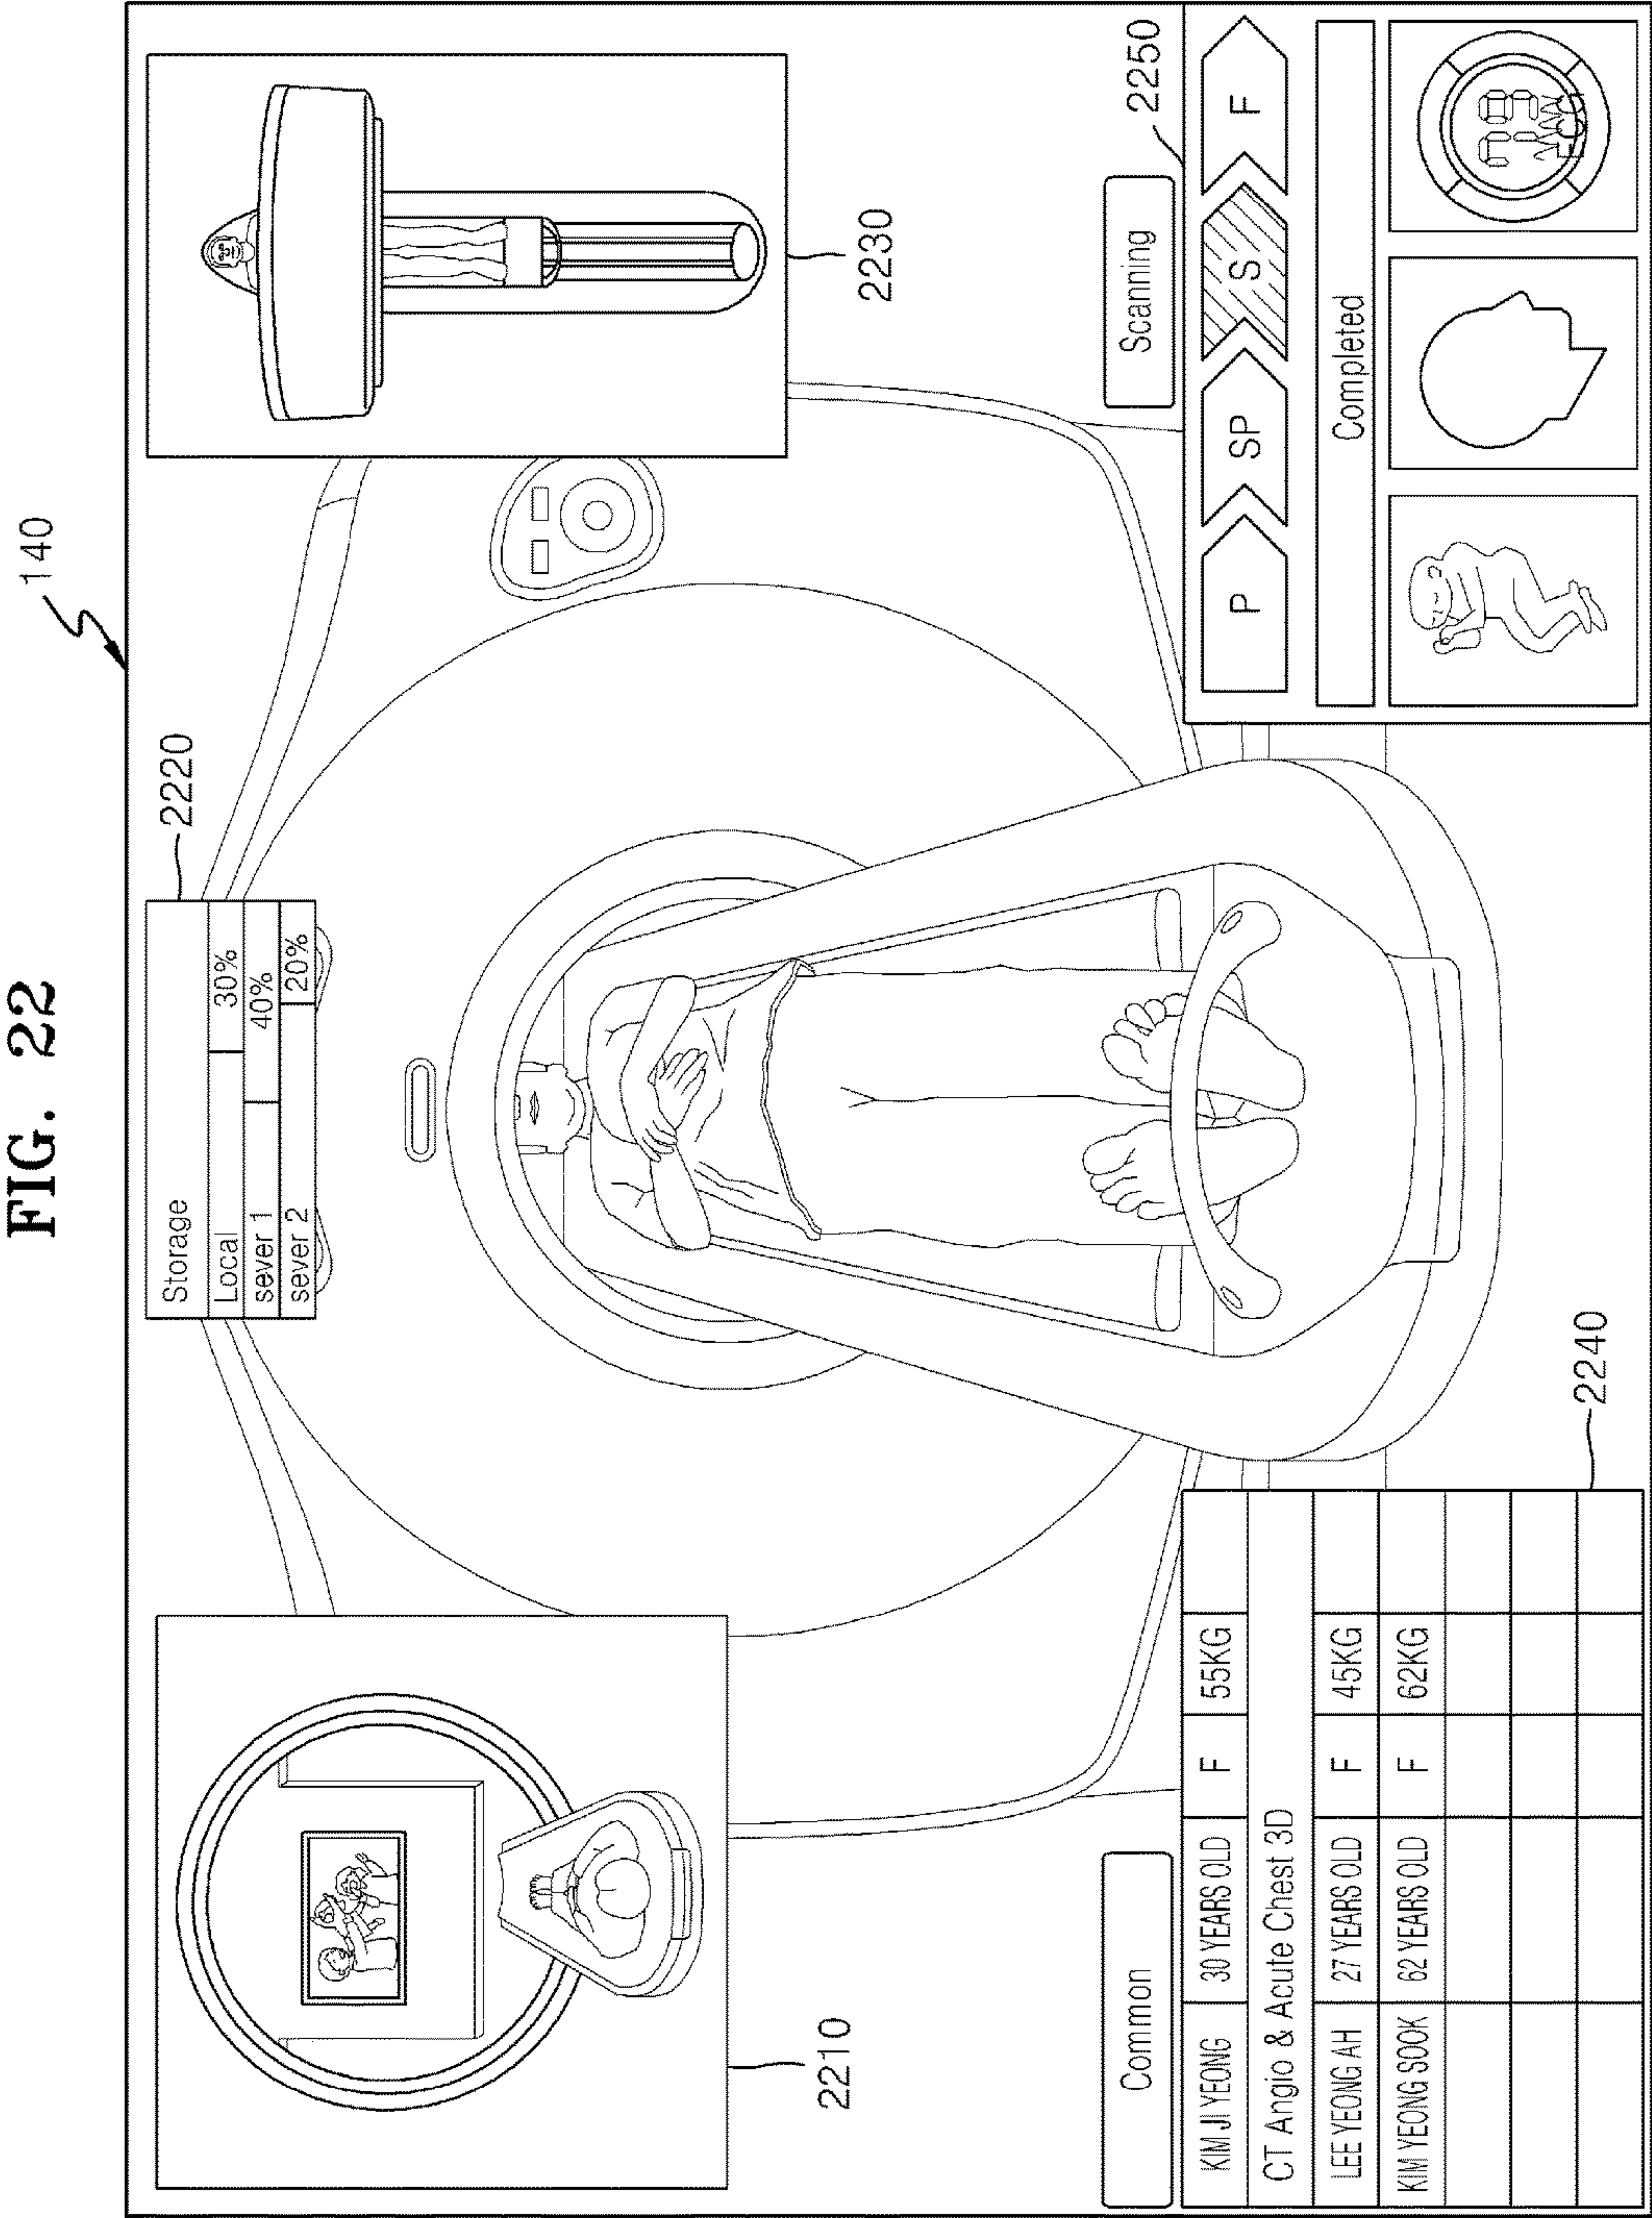 FIG. 22
140
2210
Storage
Local 30%
sever 1 40%
sever 2 20%
2220
2230
Common
KIM JI YEONG 30 YEARS OLD F 55KG
CT Angio & Acute Chest 3D
LEE YEONG AH 27 YEARS OLD F 45KG
KIM YEONG SOOK 62 YEARS OLD F 62KG
2240
Scanning
2250
P SP S F
Completed